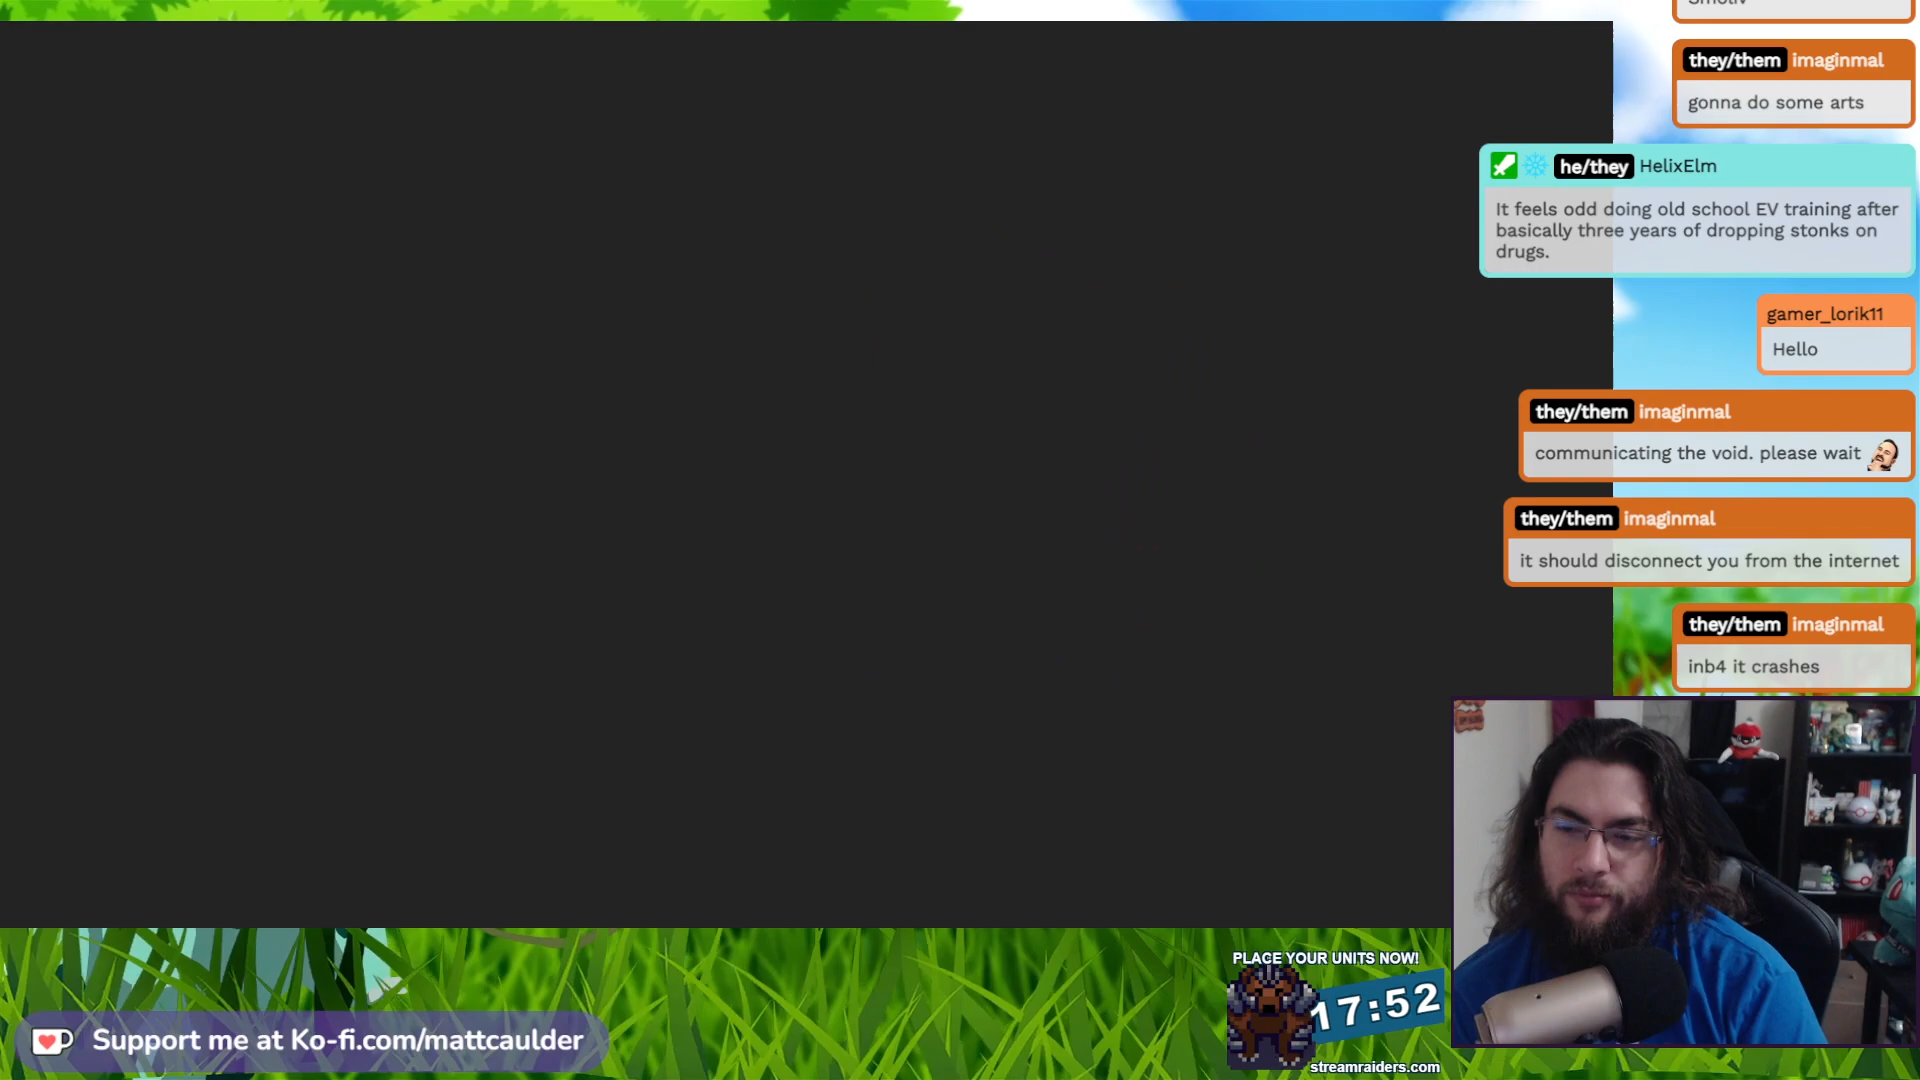 Smoliv
they/them imaginmal
gonna do some arts
he/they HelixElm
It feels odd doing old school EV training after
basically three years of dropping stonks on
drugs.
gamer_lorik11
Hello
they/them imaginmal
communicating the void. please wait
they/them imaginmal
it should disconnect you from the internet
they/them imaginmal
inb4 it crashes
PLACE YOUR UNITS NOW!
17:52
streamraiders.com
Support me at Ko-fi.com/mattcaulder